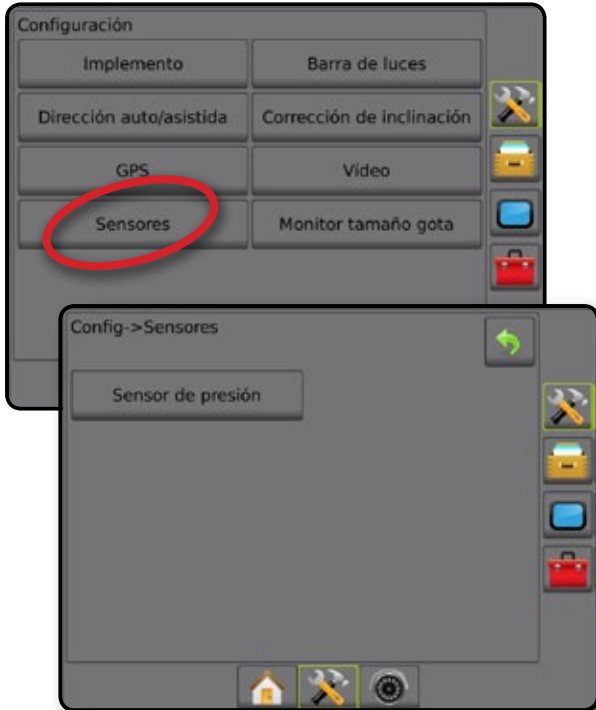 Configuración
Implemento Barra de luces
Dirección auto/asistida Corrección de inclinación
GPS Vídeo
Sensores Monitor tamaño gota
Config->Sensores
Sensor de presión